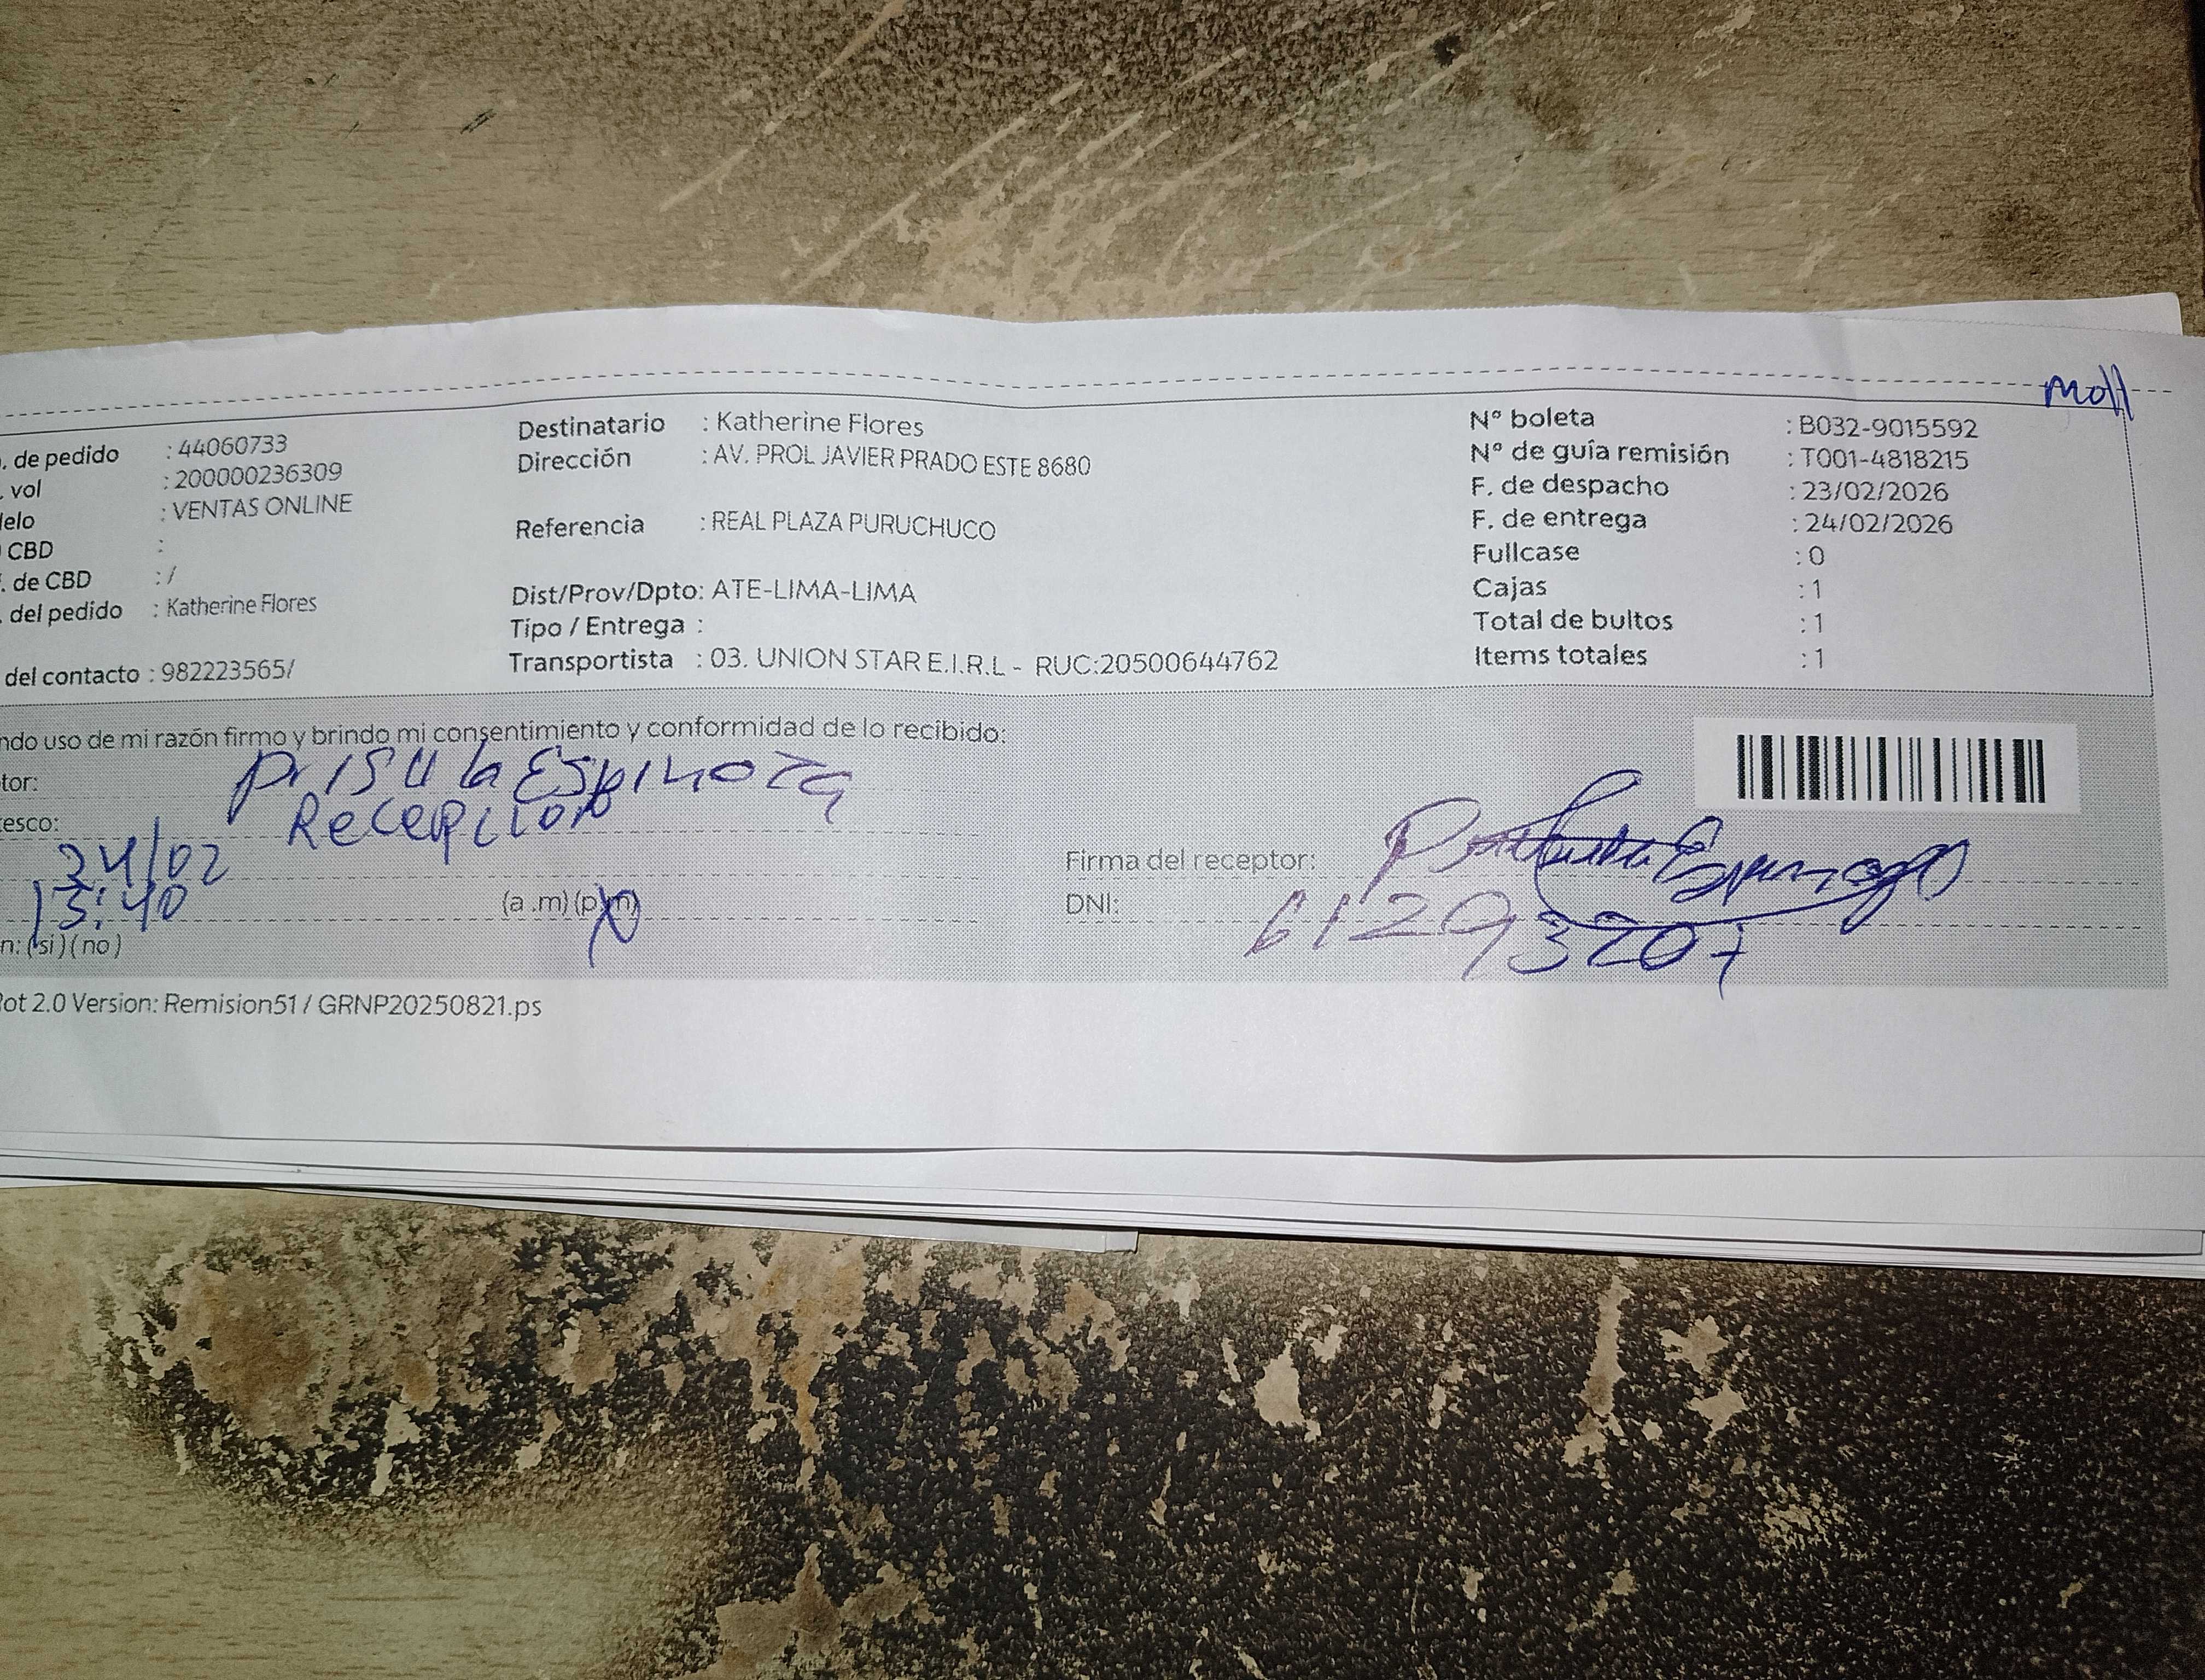 moll
. de pedido : 44060733
. vol : 200000236309
delo : VENTAS ONLINE
CBD :
. de CBD : /
. del pedido : Katherine Flores
del contacto : 982223565/
Destinatario : Katherine Flores
Dirección : AV. PROL JAVIER PRADO ESTE 8680
Referencia : REAL PLAZA PURUCHUCO
Dist/Prov/Dpto: ATE-LIMA-LIMA
Tipo / Entrega :
Transportista : 03. UNION STAR E.I.R.L - RUC:20500644762
N° boleta : B032-9015592
N° de guía remisión : T001-4818215
F. de despacho : 23/02/2026
F. de entrega : 24/02/2026
Fullcase : 0
Cajas : 1
Total de bultos : 1
Items totales : 1
ndo uso de mi razón firmo y brindo mi consentimiento y conformidad de lo recibido:
tor: Espinoza
esco: Recepcion
24/02
13:40 (a .m) (p.m)
n: (si) (no)
Firma del receptor:
DNI:
ot 2.0 Version: Remision51 / GRNP20250821.ps